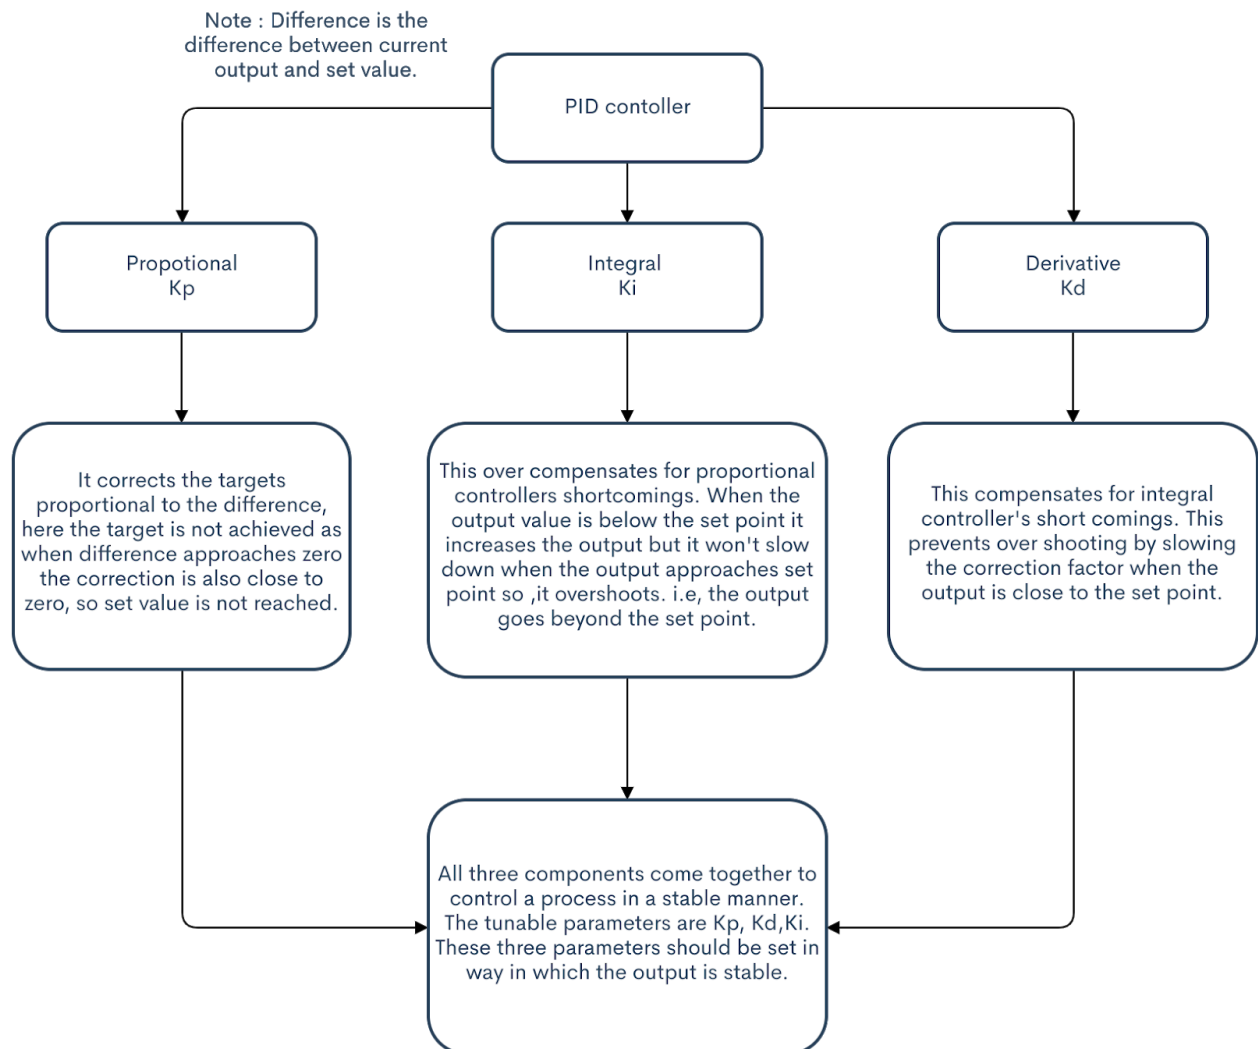 Note : Difference is the
difference between current
output and set value.
PID contoller
Propotional
Kp
Integral
Ki
Derivative
Kd
It corrects the targets
proportional to the difference,
here the target is not achieved as
when difference approaches zero
the correction is also close to
zero, so set value is not reached.
This over compensates for proportional
controllers shortcomings. When the
output value is below the set point it
increases the output but it won't slow
down when the output approaches set
point so ,it overshoots. i.e, the output
goes beyond the set point.
This compensates for integral
controller's short comings. This
prevents over shooting by slowing
the correction factor when the
output is close to the set point.
All three components come together to
control a process in a stable manner.
The tunable parameters are Kp, Kd,Ki.
These three parameters should be set in
way in which the output is stable.